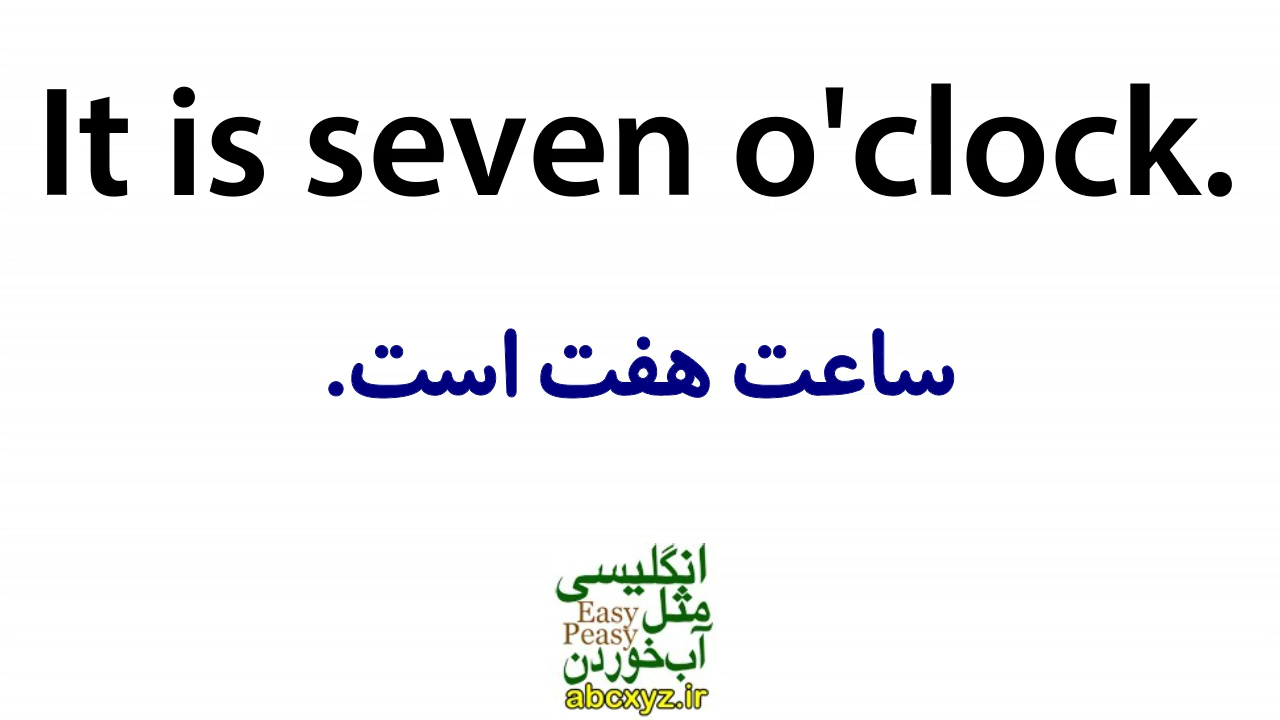 It is seven o'clock.
ساعت هفت است.
انگلیسی
مثل Easy
Peasy
آب خوردن
abcxyz.ir